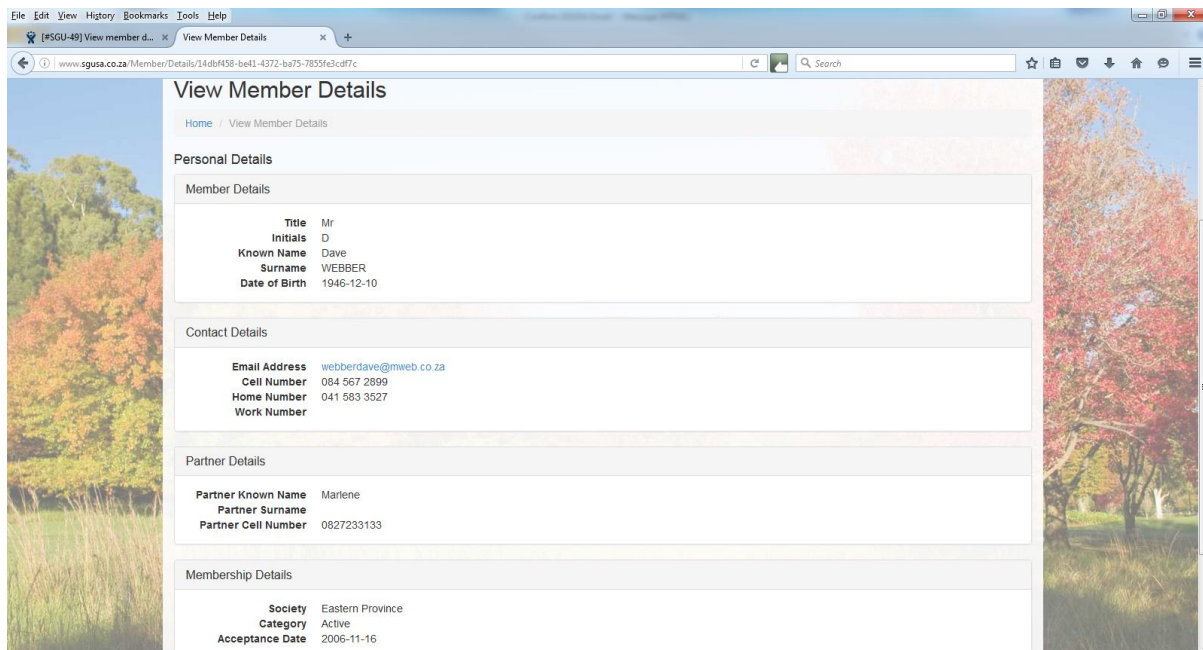 File Edit View History Bookmarks Tools Help
[#SGU-49] View member d... × View Member Details × +
www.sgusa.co.za/Member/Details/14dbf458-be41-4372-ba75-7855fe3cdf7c Search
View Member Details
Home / View Member Details
Personal Details
Member Details
Title Mr
Initials D
Known Name Dave
Surname WEBBER
Date of Birth 1946-12-10
Contact Details
Email Address webberdave@mweb.co.za
Cell Number 084 567 2899
Home Number 041 583 3527
Work Number
Partner Details
Partner Known Name Marlene
Partner Surname
Partner Cell Number 0827233133
Membership Details
Society Eastern Province
Category Active
Acceptance Date 2006-11-16